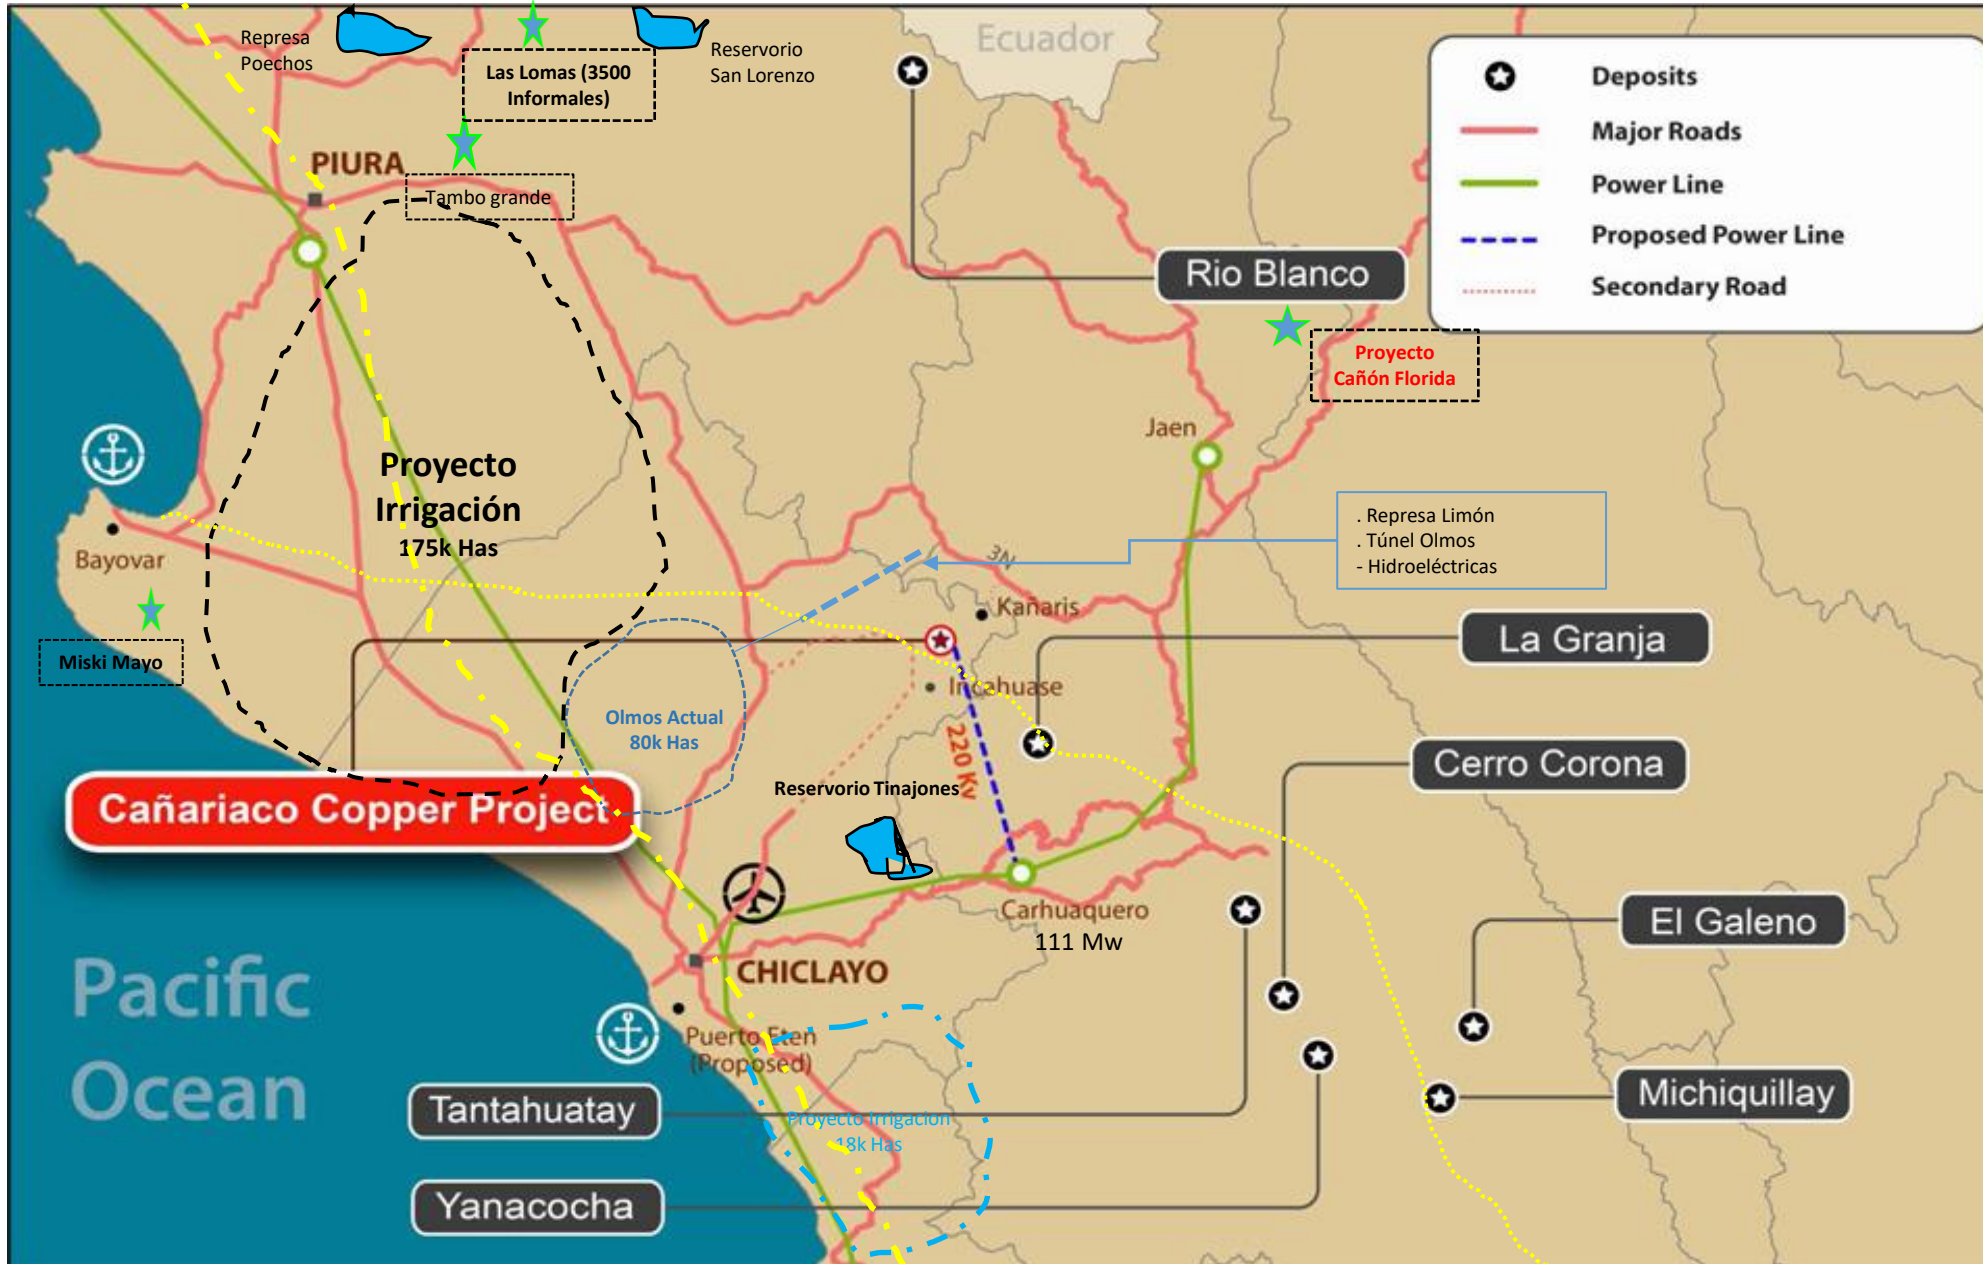 Represa
Poechos
Las Lomas (3500
Informales)
Reservorio
San Lorenzo
Ecuador
Deposits
Major Roads
Power Line
Proposed Power Line
Secondary Road
PIURA
Tambo grande
Rio Blanco
Proyecto
Cañón Florida
Jaen
Proyecto
Irrigación
175k Has
. Represa Limón
. Túnel Olmos
- Hidroeléctricas
3N
Bayovar
Kañaris
La Granja
Miski Mayo
Incahuase
Olmos Actual
80k Has
220 Kv
Cerro Corona
Reservorio Tinajones
Cañariaco Copper Project
Carhuaquero
111 Mw
El Galeno
CHICLAYO
Pacific
Ocean
Puerto Eten
(Proposed)
Tantahuatay
Proyecto Irrigacion
18k Has
Michiquillay
Yanacocha